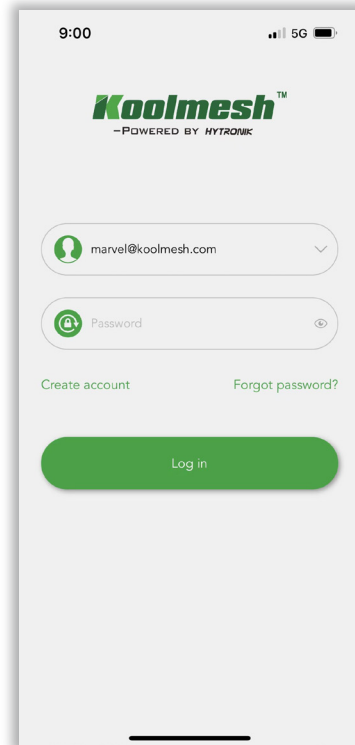 9:00 5G
Koolmesh™
–POWERED BY HYTRONIK
marvel@koolmesh.com
Password
Create account Forgot password?
Log in